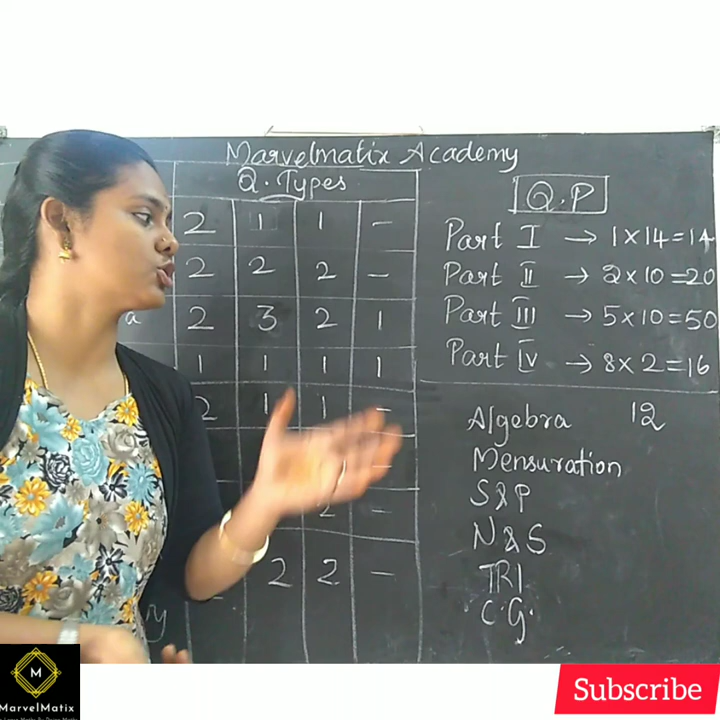 Marvelmatix Academy
Q. Types
2 1 1 -
2 2 2 -
a 2 3 2 1
1 1 1 1
2 1 1 -
2 -
2 2 -
y
Q.P
Part I → 1×14=14
Part II → 2×10=20
Part III → 5×10=50
Part IV → 8×2=16
Algebra 12
Mensuration
S&P
N&S
TRI
C.G.
M
MARVELMATIX
Subscribe